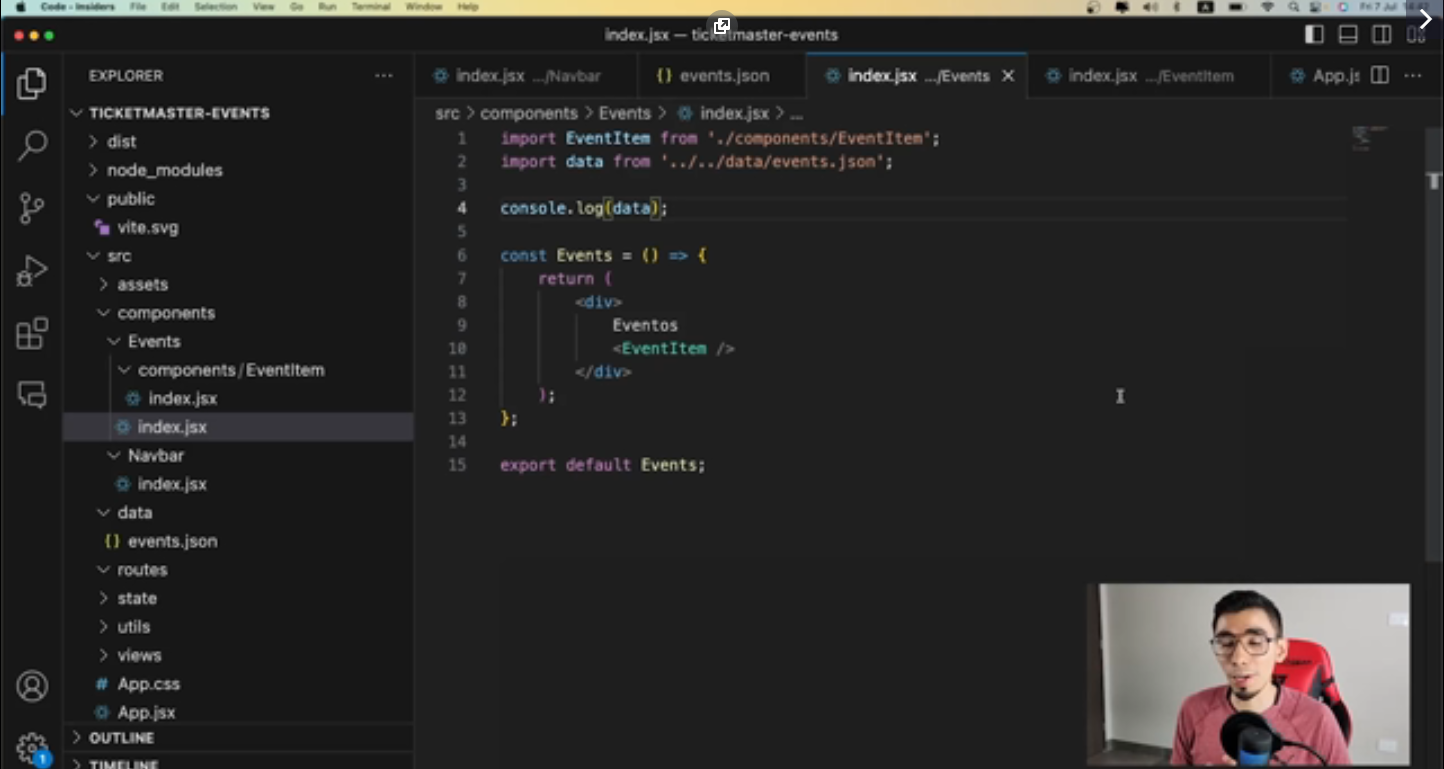 Code - Insiders File Edit Selection View Go Run Terminal Window Help
index.jsx — ticketmaster-events
EXPLORER
index.jsx .../Navbar
{} events.json
index.jsx .../Events
index.jsx .../EventItem
App.js
src > components > Events > index.jsx > ...
TICKETMASTER-EVENTS
dist
node_modules
public
vite.svg
src
assets
components
Events
components/EventItem
index.jsx
index.jsx
Navbar
index.jsx
data
{} events.json
routes
state
utils
views
# App.css
App.jsx
OUTLINE
TIMELINE
1
1 import EventItem from './components/EventItem';
2 import data from '../../data/events.json';
3
4 console.log(data);
5
6 const Events = () => {
7 return (
8 <div>
9 Eventos
10 <EventItem />
11 </div>
12 );
13 };
14
15 export default Events;